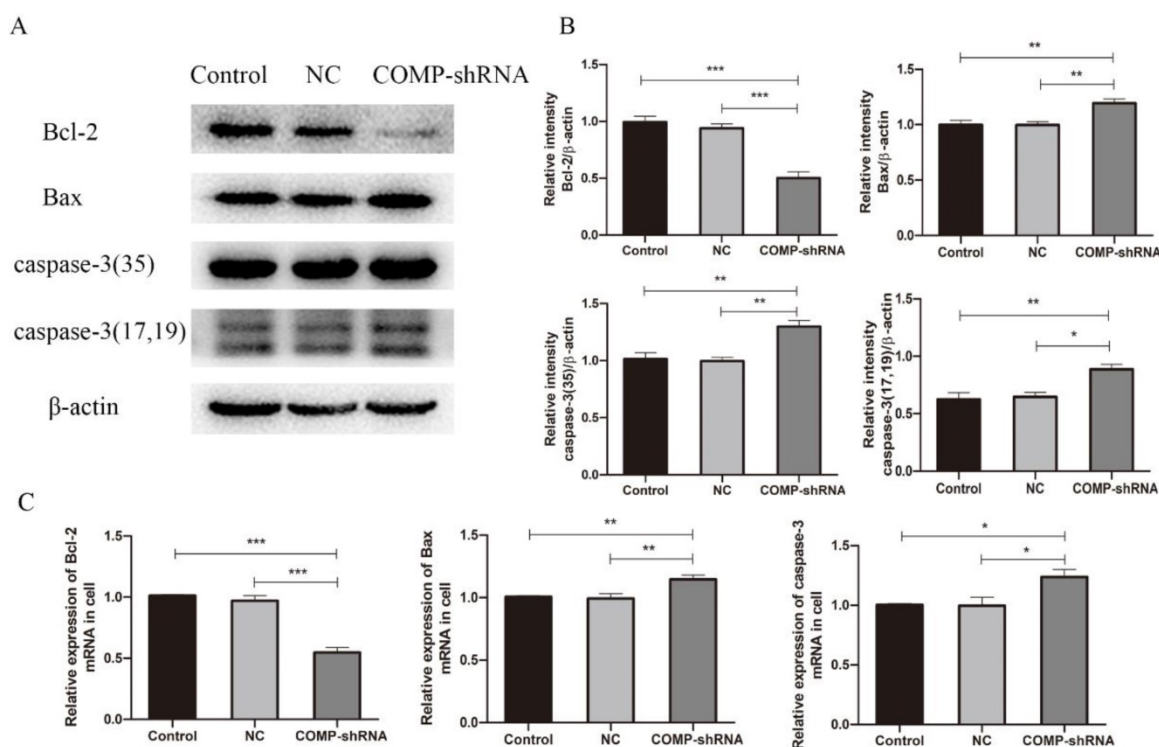 A
Control NC COMP-shRNA
Bcl-2
Bax
caspase-3(35)
caspase-3(17,19)
β-actin
B
Relative intensity
Bcl-2/β-actin
1.5
1.0
0.5
0.0
***
***
Control NC COMP-shRNA
Relative intensity
Bax/β-actin
1.5
1.0
0.5
0.0
**
**
Control NC COMP-shRNA
Relative intensity
caspase-3(35)/β-actin
1.5
1.0
0.5
0.0
**
**
Control NC COMP-shRNA
Relative intensity
caspase-3(17,19)/β-actin
1.5
1.0
0.5
0.0
**
*
Control NC COMP-shRNA
C
Relative expression of Bcl-2
mRNA in cell
1.5
1.0
0.5
0.0
***
***
Control NC COMP-shRNA
Relative expression of Bax
mRNA in cell
1.5
1.0
0.5
0.0
**
**
Control NC COMP-shRNA
Relative expression of caspase-3
mRNA in cell
1.5
1.0
0.5
0.0
*
*
Control NC COMP-shRNA